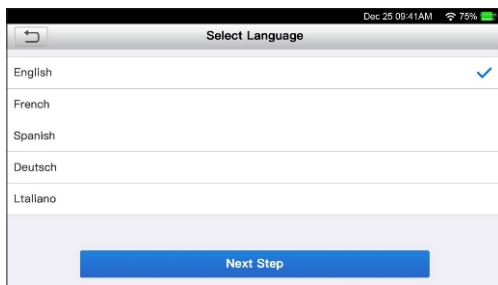 Dec 25 09:41AM 75%
Select Language
English
French
Spanish
Deutsch
Ltaliano
Next Step